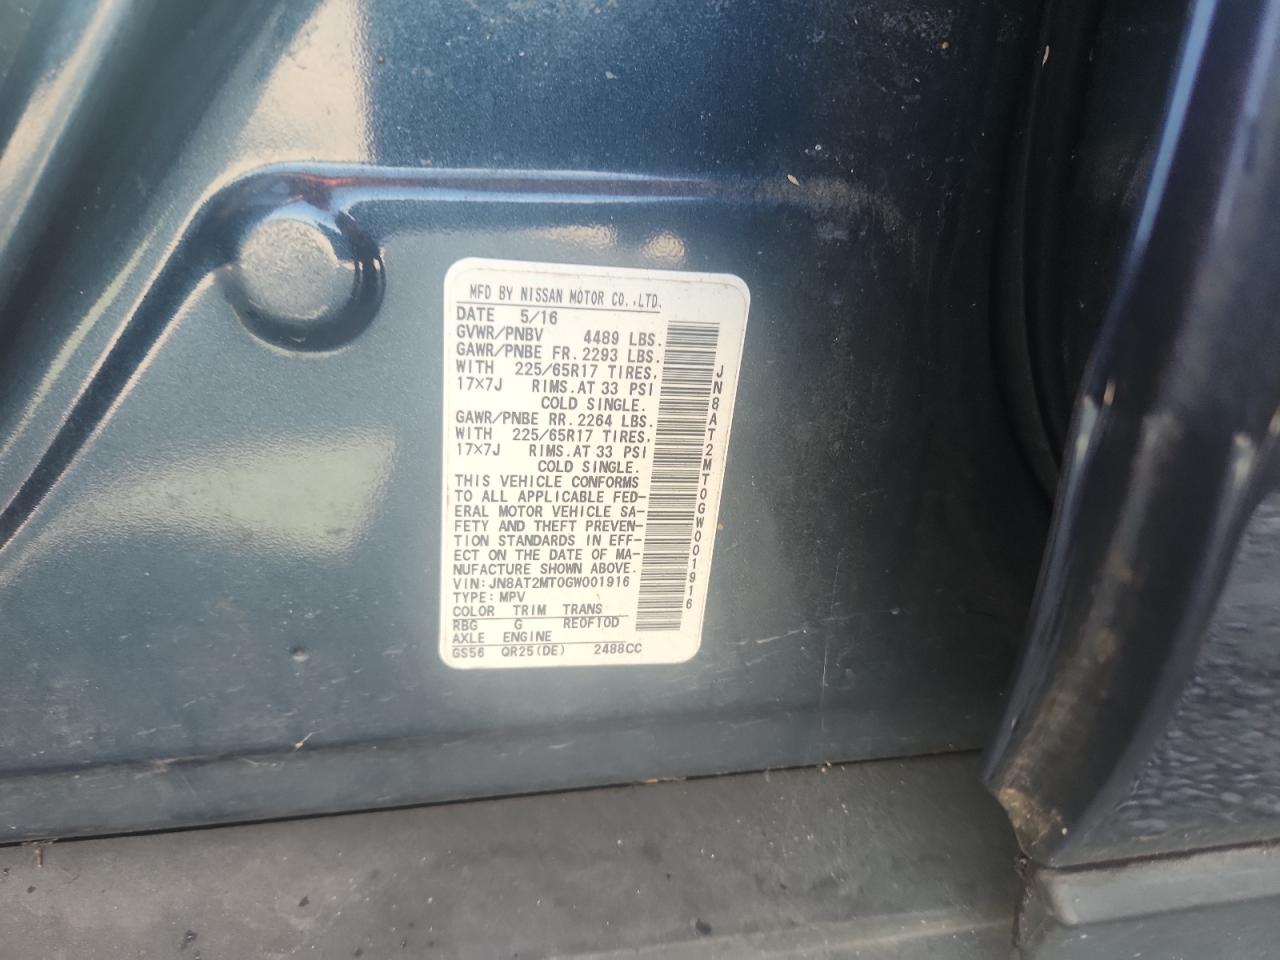 MFD BY NISSAN MOTOR CO.,LTD.
DATE 5/16
GVWR/PNBV 4489 LBS.
GAWR/PNBE FR. 2293 LBS.
WITH 225/65R17 TIRES,
17×7J RIMS.AT 33 PSI
COLD SINGLE.
GAWR/PNBE RR. 2264 LBS.
WITH 225/65R17 TIRES,
17×7J RIMS.AT 33 PSI
COLD SINGLE.
THIS VEHICLE CONFORMS
TO ALL APPLICABLE FED-
ERAL MOTOR VEHICLE SA-
FETY AND THEFT PREVEN-
TION STANDARDS IN EFF-
ECT ON THE DATE OF MA-
NUFACTURE SHOWN ABOVE.
VIN:JN8AT2MT0GW001916
TYPE:MPV
COLOR TRIM TRANS
RBG G RE0F10D
AXLE ENGINE
GS56 QR25(DE) 2488CC
JN8AT2MT0GW001916